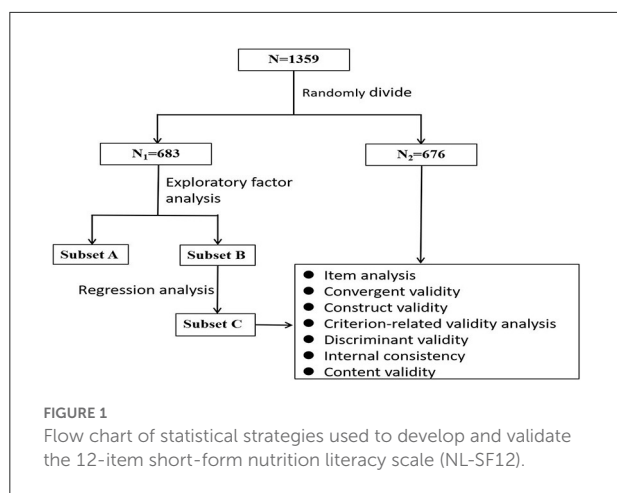 N=1359
Randomly divide
N₁=683
N₂=676
Exploratory factor
analysis
Subset A
Subset B
Regression analysis
Subset C
● Item analysis
● Convergent validity
● Construct validity
● Criterion-related validity analysis
● Discriminant validity
● Internal consistency
● Content validity
FIGURE 1
Flow chart of statistical strategies used to develop and validate
the 12-item short-form nutrition literacy scale (NL-SF12).